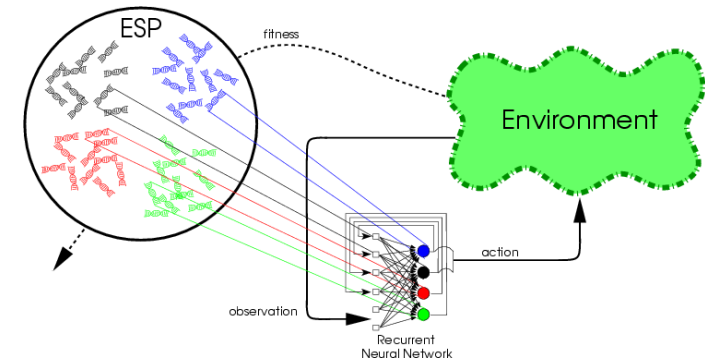 ESP
fitness
Environment
action
observation
Recurrent
Neural Network